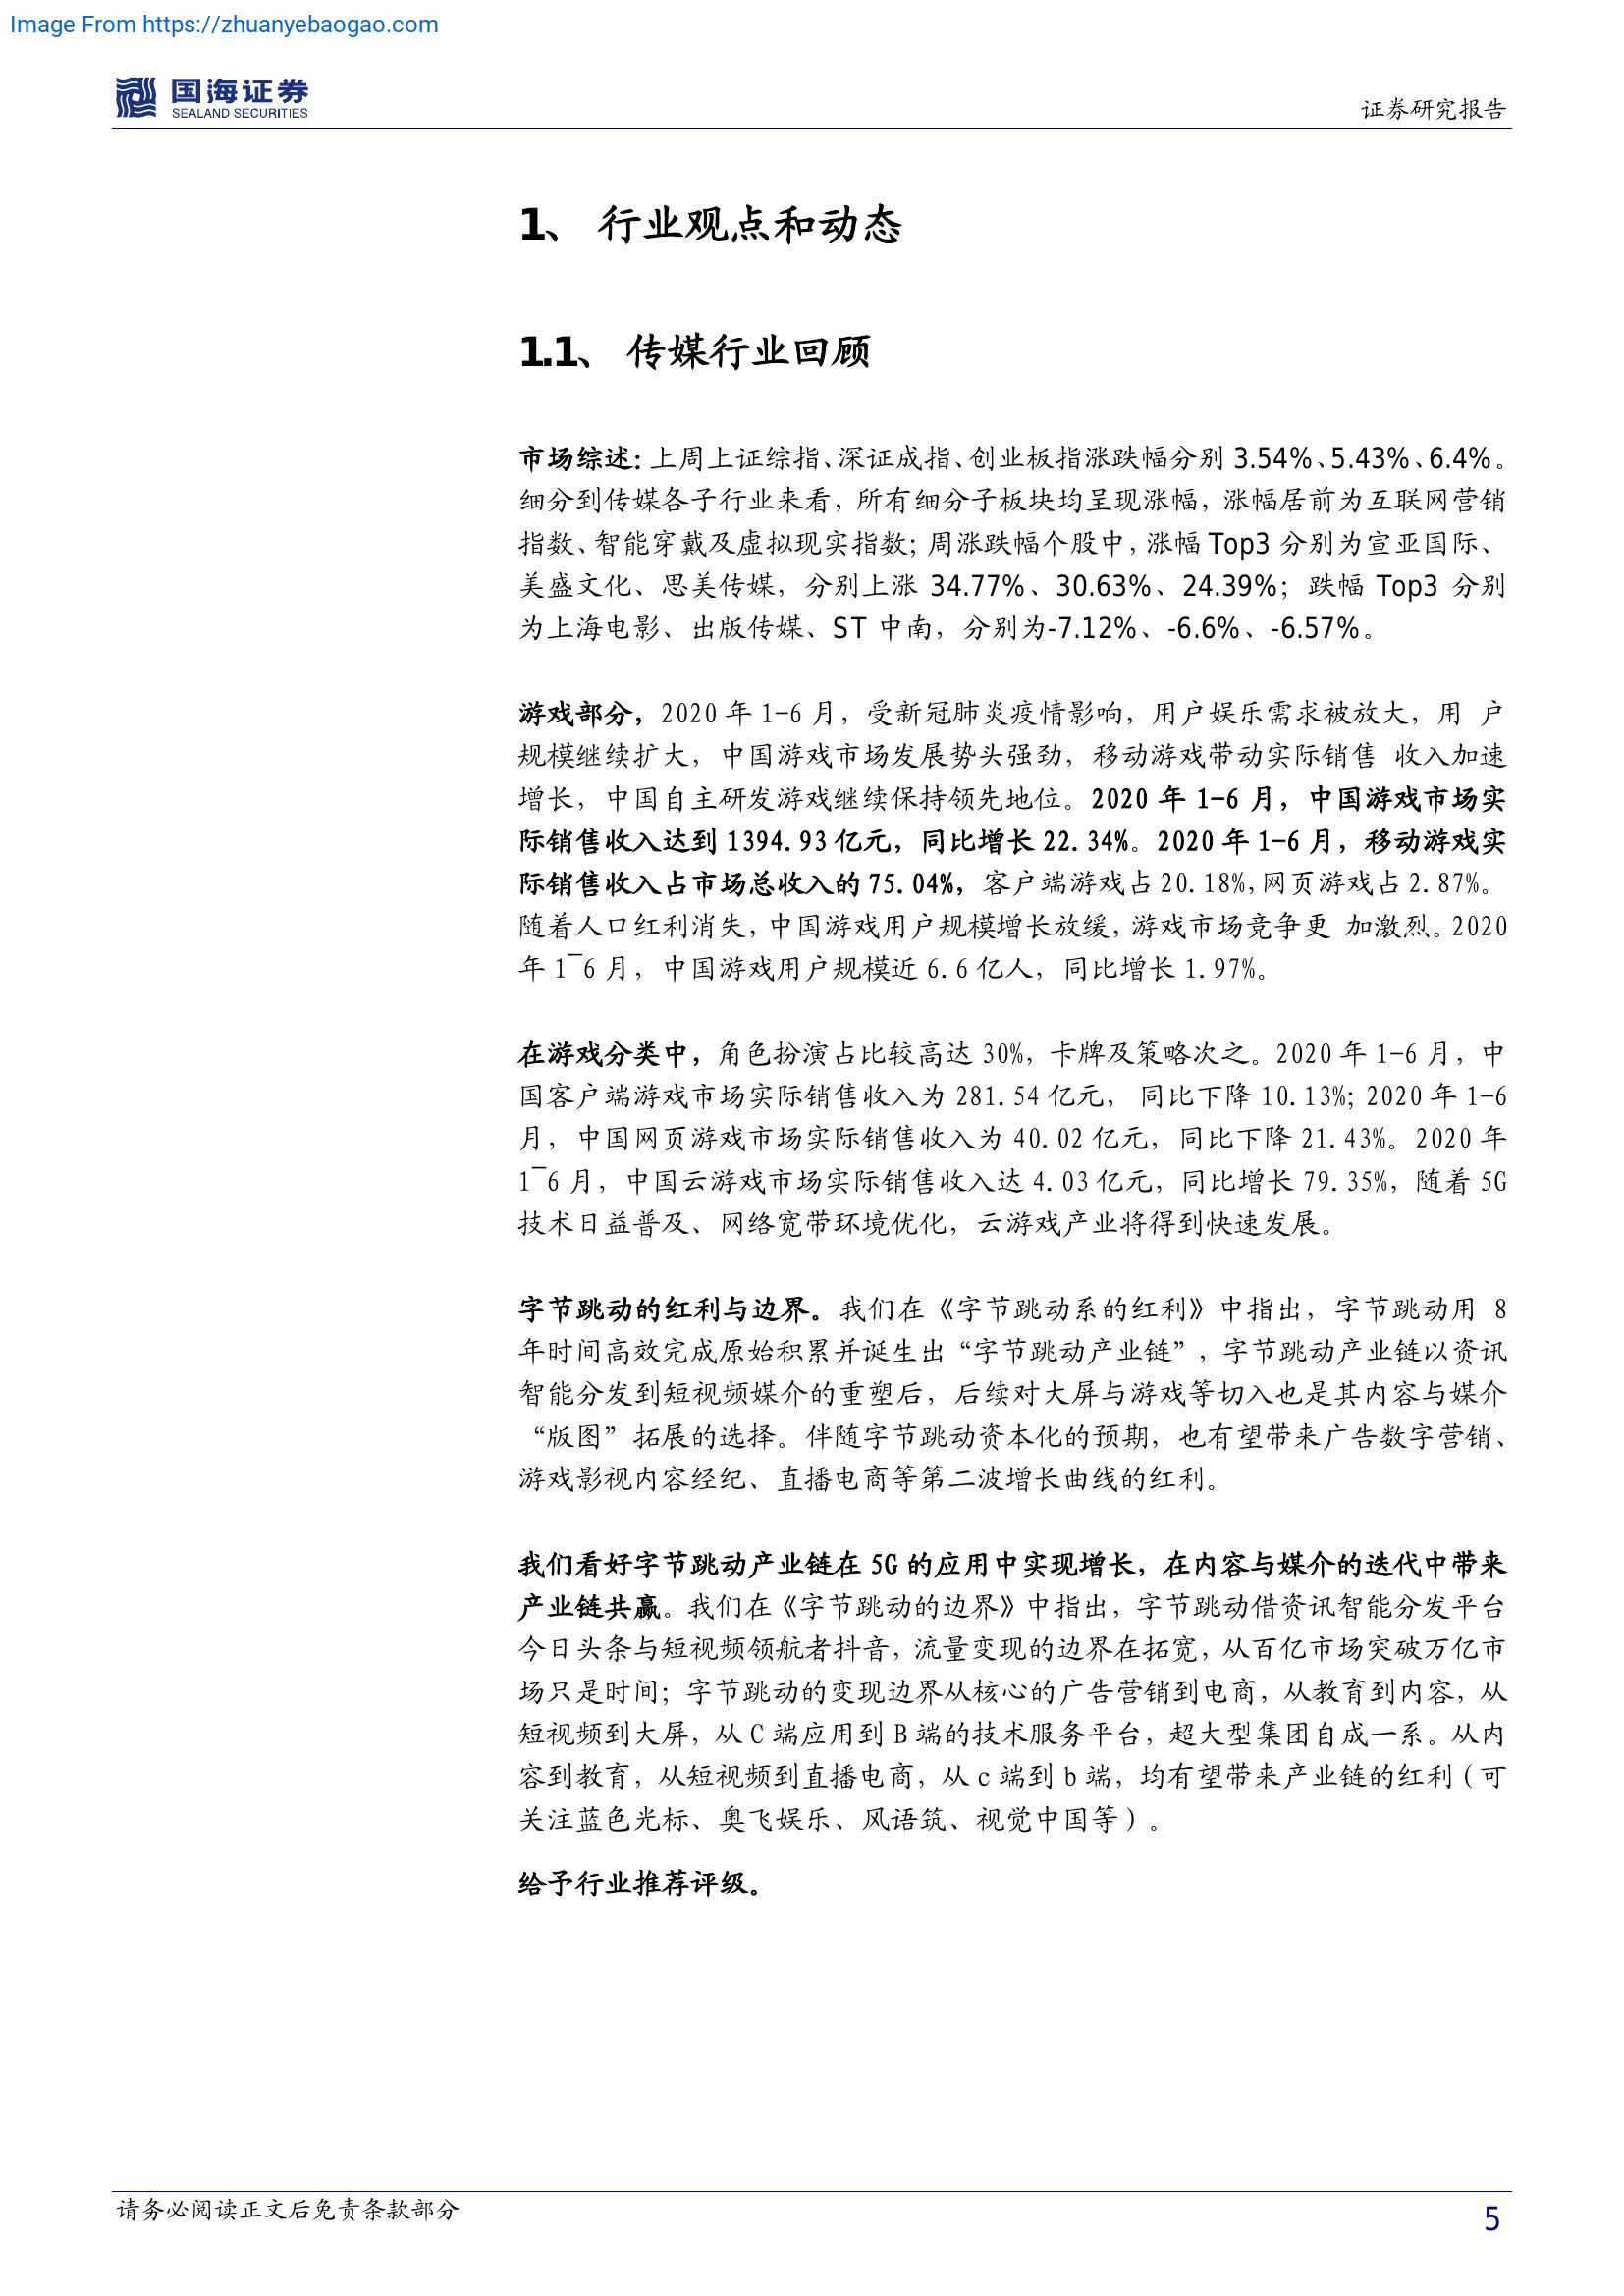 Image From https://zhuanyebaogao.com
国海证券
SEALAND SECURITIES
证券研究报告
1、 行业观点和动态
1.1、 传媒行业回顾
市场综述：上周上证综指、深证成指、创业板指涨跌幅分别 3.54%、5.43%、6.4%。
细分到传媒各子行业来看，所有细分子板块均呈现涨幅，涨幅居前为互联网营销
指数、智能穿戴及虚拟现实指数；周涨跌幅个股中，涨幅 Top3 分别为宣亚国际、
美盛文化、思美传媒，分别上涨 34.77%、30.63%、24.39%；跌幅 Top3 分别
为上海电影、出版传媒、ST 中南，分别为-7.12%、-6.6%、-6.57%。
游戏部分，2020 年 1-6 月，受新冠肺炎疫情影响，用户娱乐需求被放大，用 户
规模继续扩大，中国游戏市场发展势头强劲，移动游戏带动实际销售 收入加速
增长，中国自主研发游戏继续保持领先地位。2020 年 1-6 月，中国游戏市场实
际销售收入达到 1394.93 亿元，同比增长 22.34%。2020 年 1-6 月，移动游戏实
际销售收入占市场总收入的 75.04%，客户端游戏占 20.18%,网页游戏占 2.87%。
随着人口红利消失，中国游戏用户规模增长放缓，游戏市场竞争更 加激烈。2020
年 1¯6 月，中国游戏用户规模近 6.6 亿人，同比增长 1.97%。
在游戏分类中，角色扮演占比较高达 30%，卡牌及策略次之。2020 年 1-6 月，中
国客户端游戏市场实际销售收入为 281.54 亿元， 同比下降 10.13%；2020 年 1-6
月，中国网页游戏市场实际销售收入为 40.02 亿元，同比下降 21.43%。2020 年
1¯6 月，中国云游戏市场实际销售收入达 4.03 亿元，同比增长 79.35%，随着 5G
技术日益普及、网络宽带环境优化，云游戏产业将得到快速发展。
字节跳动的红利与边界。我们在《字节跳动系的红利》中指出，字节跳动用 8
年时间高效完成原始积累并诞生出“字节跳动产业链”，字节跳动产业链以资讯
智能分发到短视频媒介的重塑后，后续对大屏与游戏等切入也是其内容与媒介
“版图”拓展的选择。伴随字节跳动资本化的预期，也有望带来广告数字营销、
游戏影视内容经纪、直播电商等第二波增长曲线的红利。
我们看好字节跳动产业链在 5G 的应用中实现增长，在内容与媒介的迭代中带来
产业链共赢。我们在《字节跳动的边界》中指出，字节跳动借资讯智能分发平台
今日头条与短视频领航者抖音，流量变现的边界在拓宽，从百亿市场突破万亿市
场只是时间；字节跳动的变现边界从核心的广告营销到电商，从教育到内容，从
短视频到大屏，从 C 端应用到 B 端的技术服务平台，超大型集团自成一系。从内
容到教育，从短视频到直播电商，从 c 端到 b 端，均有望带来产业链的红利（可
关注蓝色光标、奥飞娱乐、风语筑、视觉中国等）。
给予行业推荐评级。
请务必阅读正文后免责条款部分
5